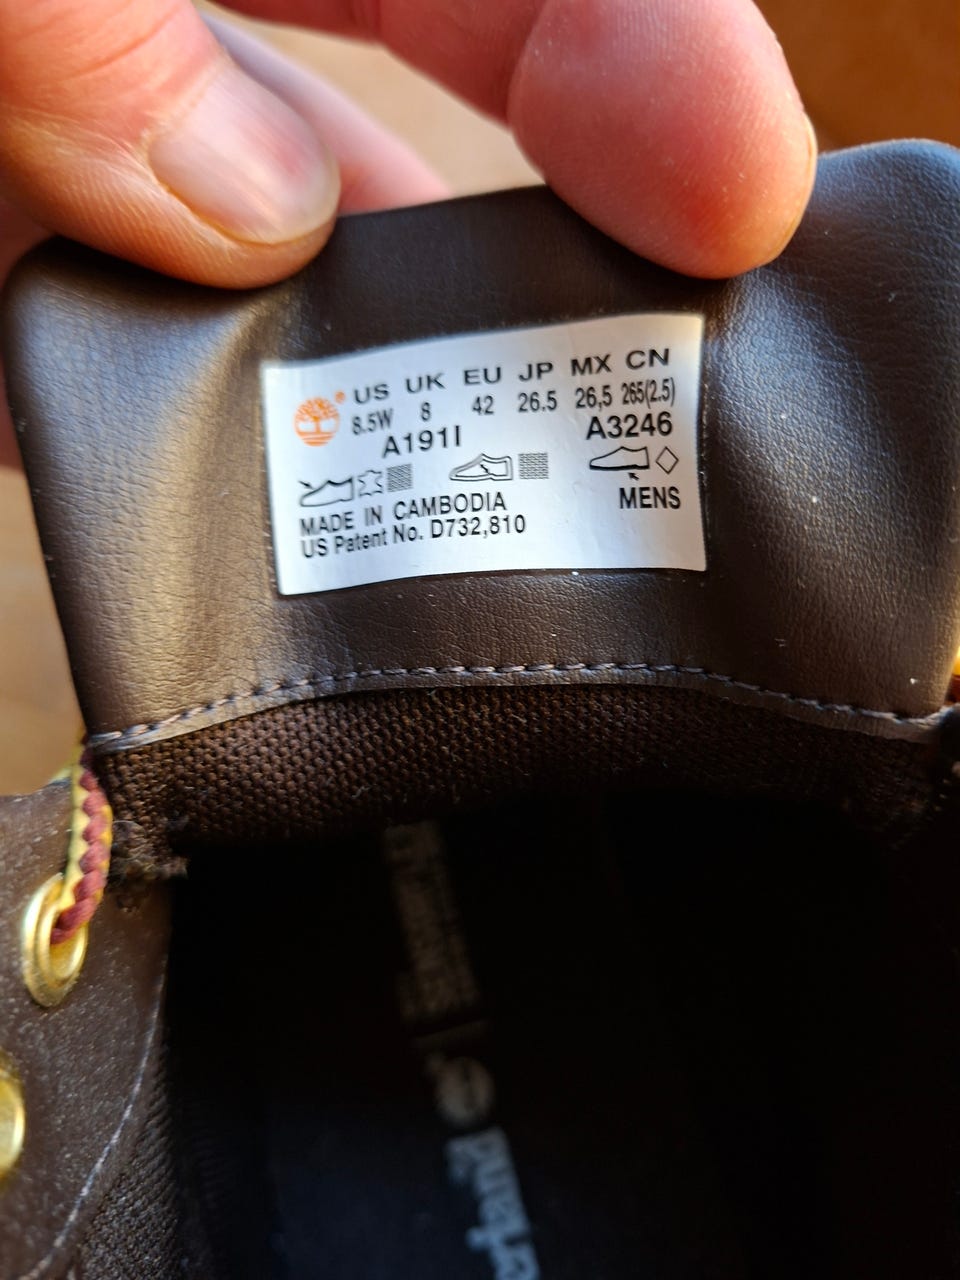 ® US UK EU JP MX CN
8.5W 8 42 26.5 26,5 265(2.5)
A191I A3246
MENS
MADE IN CAMBODIA
US Patent No. D732,810